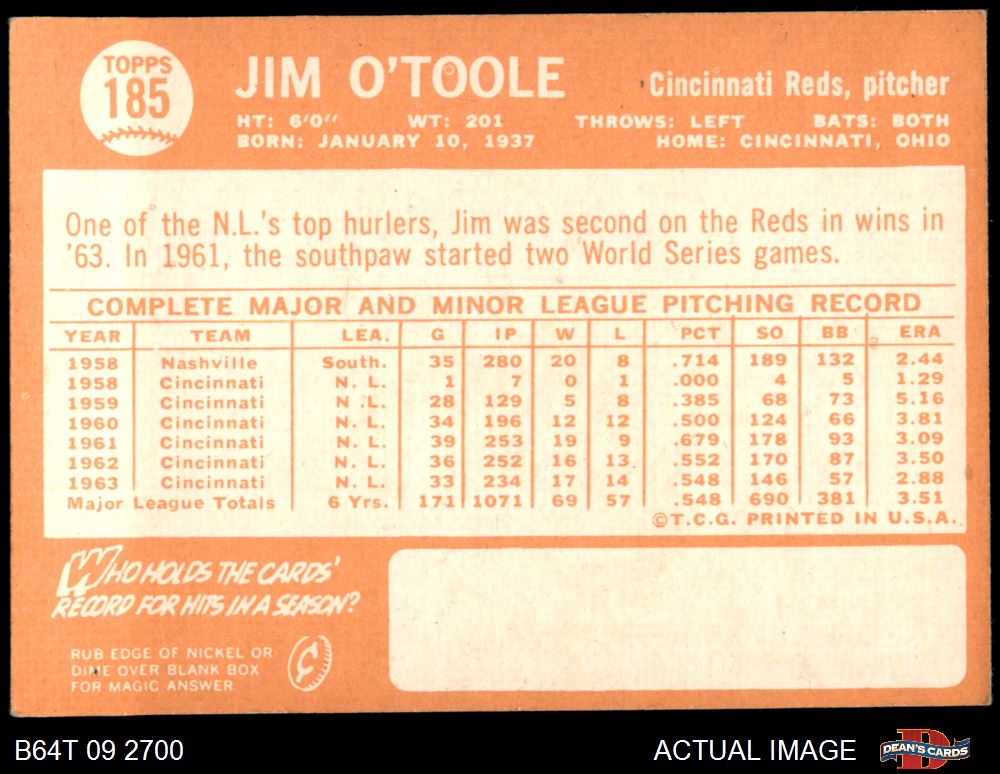 TOPPS
185
JIM O'TOOLE
Cincinnati Reds, pitcher
HT: 6'0" WT: 201 THROWS: LEFT BATS: BOTH
BORN: JANUARY 10, 1937 HOME: CINCINNATI, OHIO
One of the N.L.'s top hurlers, Jim was second on the Reds in wins in
'63. In 1961, the southpaw started two World Series games.
COMPLETE MAJOR AND MINOR LEAGUE PITCHING RECORD
YEAR TEAM LEA. G IP W L PCT SO BB ERA
1958 Nashville South. 35 280 20 8 .714 189 132 2.44
1958 Cincinnati N. L. 1 7 0 1 .000 4 5 1.29
1959 Cincinnati N .L. 28 129 5 8 .385 68 73 5.16
1960 Cincinnati N. L. 34 196 12 12 .500 124 66 3.81
1961 Cincinnati N. L. 39 253 19 9 .679 178 93 3.09
1962 Cincinnati N. L. 36 252 16 13 .552 170 87 3.50
1963 Cincinnati N. L. 33 234 17 14 .548 146 57 2.88
Major League Totals 6 Yrs. 171 1071 69 57 .548 690 381 3.51
©T.C.G. PRINTED IN U.S.A.
WHO HOLDS THE CARDS'
RECORD FOR HITS IN A SEASON?
RUB EDGE OF NICKEL OR
DIME OVER BLANK BOX
FOR MAGIC ANSWER
¢
B64T 09 2700
ACTUAL IMAGE
DEAN'S CARDS